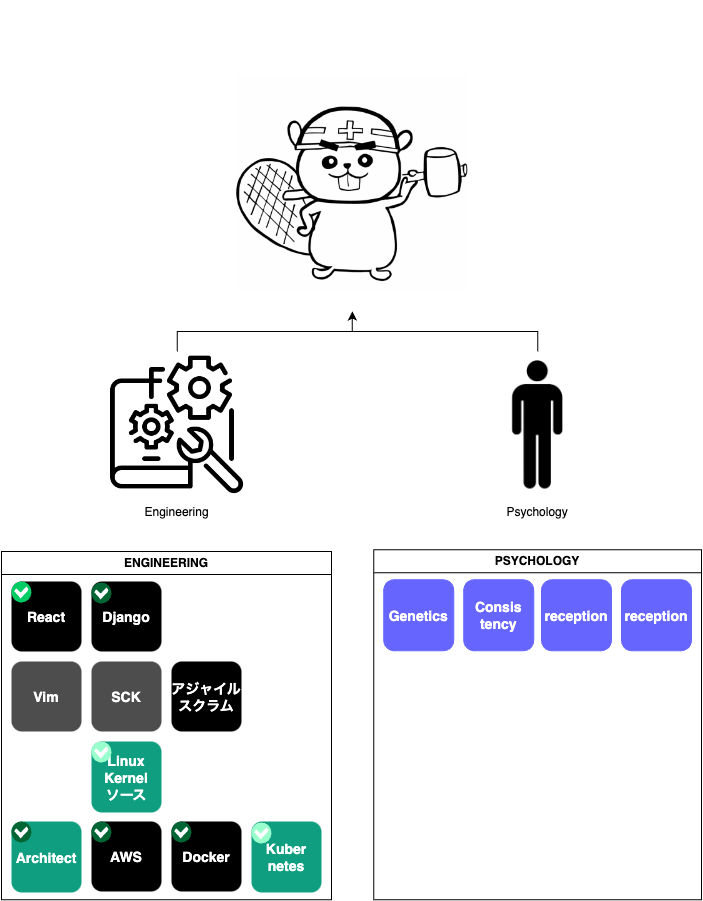 Engineering
Psychology
ENGINEERING
React
Django
Vim
SCK
アジャイル
スクラム
Linux
Kernel
ソース
Architect
AWS
Docker
Kuber
netes
PSYCHOLOGY
Genetics
Consis
tency
reception
reception